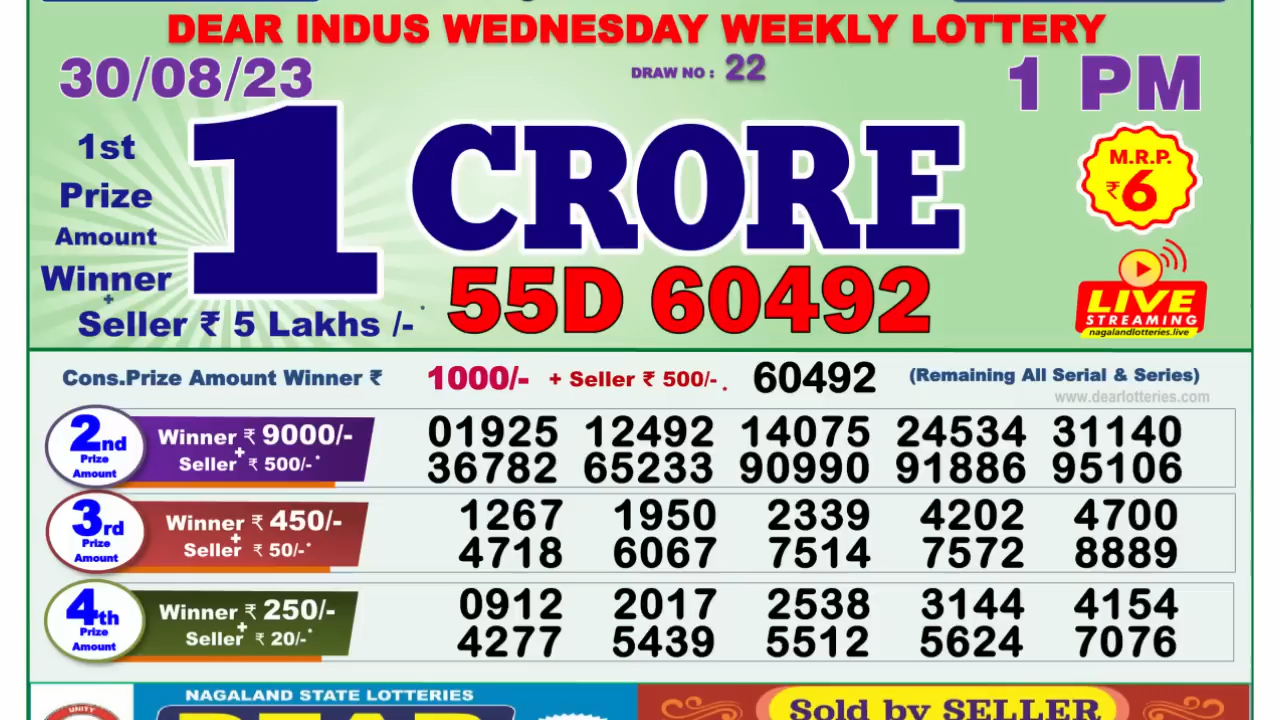 DEAR INDUS WEDNESDAY WEEKLY LOTTERY
30/08/23
DRAW NO : 22
1 PM
1st
Prize
Amount
Winner
+
Seller ₹ 5 Lakhs /-*
1 CRORE
55D 60492
M.R.P.
₹6
LIVE
STREAMING
nagalandlotteries.live
Cons.Prize Amount Winner ₹ 1000/- + Seller ₹ 500/- . 60492 (Remaining All Serial & Series)
www.dearlotteries.com
2nd
Prize
Amount
Winner ₹ 9000/-
+
Seller ₹ 500/-*
01925 12492 14075 24534 31140
36782 65233 90990 91886 95106
3rd
Prize
Amount
Winner ₹ 450/-
+
Seller ₹ 50/-*
1267 1950 2339 4202 4700
4718 6067 7514 7572 8889
4th
Prize
Amount
Winner ₹ 250/-
+
Seller ₹ 20/-*
0912 2017 2538 3144 4154
4277 5439 5512 5624 7076
UNITY
NAGALAND STATE LOTTERIES
DEAR
Sold by SELLER